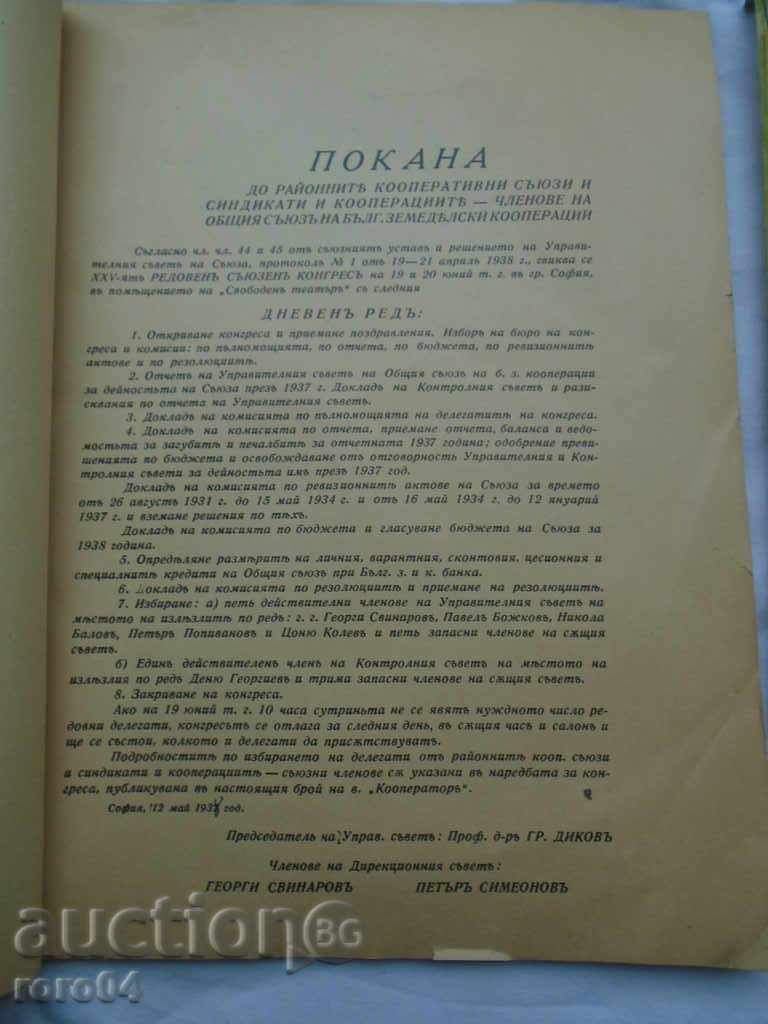 ПОКАНА
ДО РАЙОННИТѢ КООПЕРАТИВНИ СЪЮЗИ И
СИНДИКАТИ И КООПЕРАЦИИТѢ — ЧЛЕНОВЕ НА
ОБЩИЯ СЪЮЗЪ НА БЪЛГ. ЗЕМЕДѢЛСКИ КООПЕРАЦИИ
Съгласно чл. чл. 44 и 45 отъ съюзниятъ уставъ и решението на Управи-
телния съветъ на Съюза, протоколъ № 1 отъ 19—21 априлъ 1938 г., свиква се
XXV-ятъ РЕДОВЕНЪ СЪЮЗЕНЪ КОНГРЕСЪ на 19 и 20 юний т. г. въ гр. София,
въ помѣщението на „Свободенъ театъръ“ съ следния
ДНЕВЕНЪ РЕДЪ:
1. Откриване конгреса и приемане поздравления. Изборъ на бюро на кон-
греса и комисии: по пълномощията, по отчета, по бюджета, по ревизионнитѣ
актове и по резолюциитѣ.
2. Отчетъ на Управителния съветъ на Общия съюзъ на б. з. кооперации
за дейностьта на Съюза презъ 1937 г. Докладъ на Контролния съветъ и рази-
сквания по отчета на Управителния съветъ.
3. Докладъ на комисията по пълномощията на делегатитѣ на конгреса.
4. Докладъ на комисията по отчета, приемане отчета, баланса и ведо-
мостьта за загубитѣ и печалбитѣ за отчетната 1937 година; одобрение преви-
шенията по бюджета и освобождаване отъ отговорность Управителния и Конт-
ролния съвети за дейностьта имъ презъ 1937 год.
Докладъ на комисията по ревизионнитѣ актове на Съюза за времето
отъ 26 августъ 1931 г. до 15 май 1934 г. и отъ 16 май 1934 г. до 12 януарий
1937 г. и вземане решения по тѣхъ.
Докладъ на комисията по бюджета и гласуване бюджета на Съюза за
1938 година.
5. Опредѣляне размѣритѣ на личния, варантния, сконтовия, цесионния и
специалнитѣ кредити на Общия съюзъ при Бълг. з. и к. банка.
6. Докладъ на комисията по резолюциитѣ и приемане на резолюциитѣ.
7. Избиране: а) петь действителни членове на Управителния съветъ на
мѣстото на излѣзлитѣ по редъ: г. г. Георги Свинаровъ, Павелъ Божковъ, Никола
Баловъ, Петъръ Попивановъ и Цоню Колевъ и петь запасни членове на сѫщия
съветъ.
б) Единъ действителенъ членъ на Контролния съветъ на мѣстото на
излѣзлия по редъ Деню Георгиевъ и трима запасни членове на сѫщия съветъ.
8. Закриване на конгреса.
Ако на 19 юний т. г. 10 часа сутриньта не се явятъ нуждното число ре-
довни делегати, конгресътъ се отлага за следния день, въ сѫщия часъ и салонъ и
ще се състои, колкото и делегати да присѫтствуватъ.
Подробноститѣ по избирането на делегати отъ районнитѣ кооп. съюзи
и синдикати и кооперациитѣ — съюзни членове сѫ указани въ наредбата за кон-
греса, публикувана въ настоящия брой на в. „Кооператоръ“.
София, 12 май 1938 год.
Председатель на Управ. съветъ: Проф. д-ръ ГР. ДИКОВЪ
Членове на Дирекционния съветъ:
ГЕОРГИ СВИНАРОВЪ ПЕТЪРЪ СИМЕОНОВЪ
auction BG
roro04